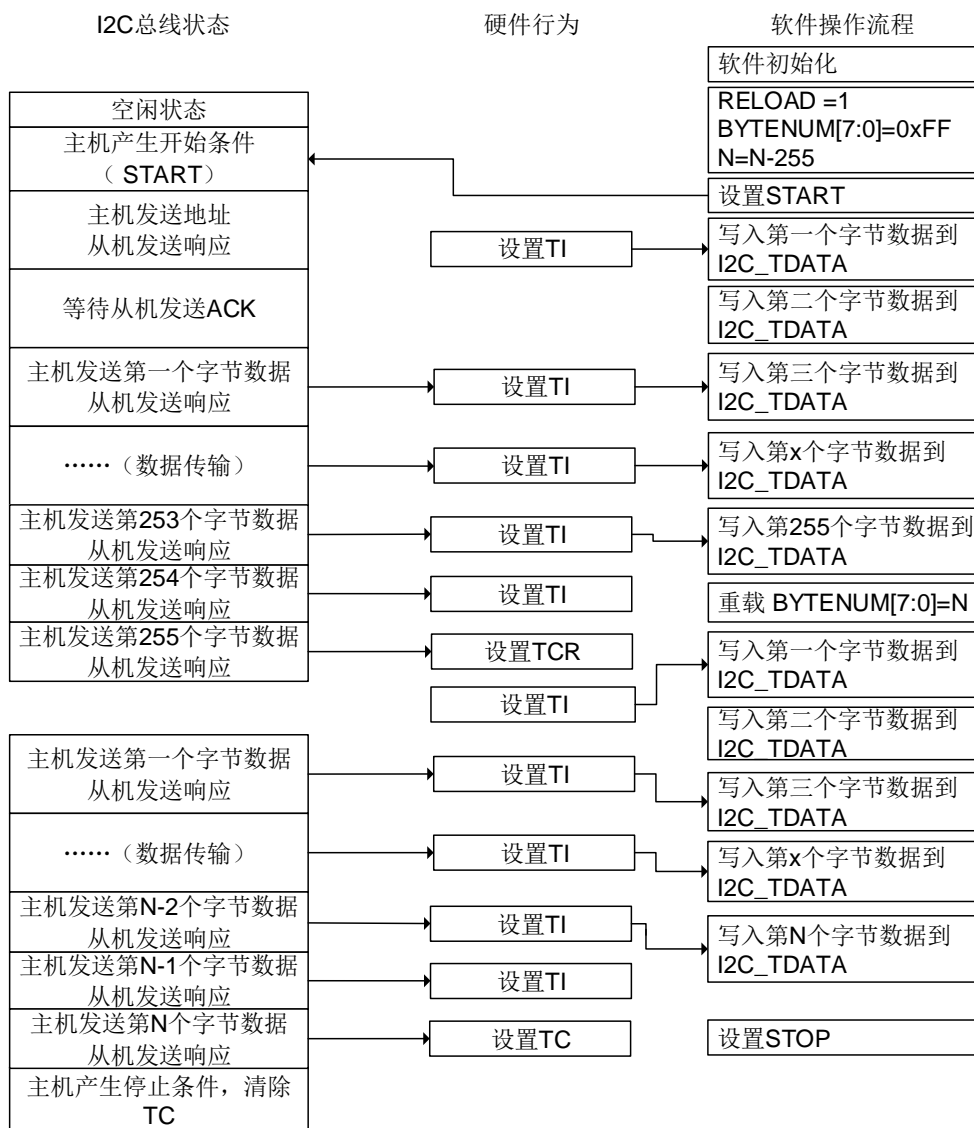 I2C总线状态
硬件行为
软件操作流程
软件初始化
空闲状态
RELOAD =1
BYTENUM[7:0]=0xFF
N=N-255
主机产生开始条件
（ START）
设置START
主机发送地址
从机发送响应
设置TI
写入第一个字节数据到
I2C_TDATA
等待从机发送ACK
写入第二个字节数据到
I2C_TDATA
主机发送第一个字节数据
从机发送响应
设置TI
写入第三个字节数据到
I2C_TDATA
……（数据传输）
设置TI
写入第x个字节数据到
I2C_TDATA
主机发送第253个字节数据
从机发送响应
设置TI
写入第255个字节数据到
I2C_TDATA
主机发送第254个字节数据
从机发送响应
设置TI
重载 BYTENUM[7:0]=N
主机发送第255个字节数据
从机发送响应
设置TCR
设置TI
写入第一个字节数据到
I2C_TDATA
写入第二个字节数据到
I2C_TDATA
主机发送第一个字节数据
从机发送响应
设置TI
写入第三个字节数据到
I2C_TDATA
……（数据传输）
设置TI
写入第x个字节数据到
I2C_TDATA
主机发送第N-2个字节数据
从机发送响应
设置TI
写入第N个字节数据到
I2C_TDATA
主机发送第N-1个字节数据
从机发送响应
设置TI
主机发送第N个字节数据
从机发送响应
设置TC
设置STOP
主机产生停止条件，清除
TC